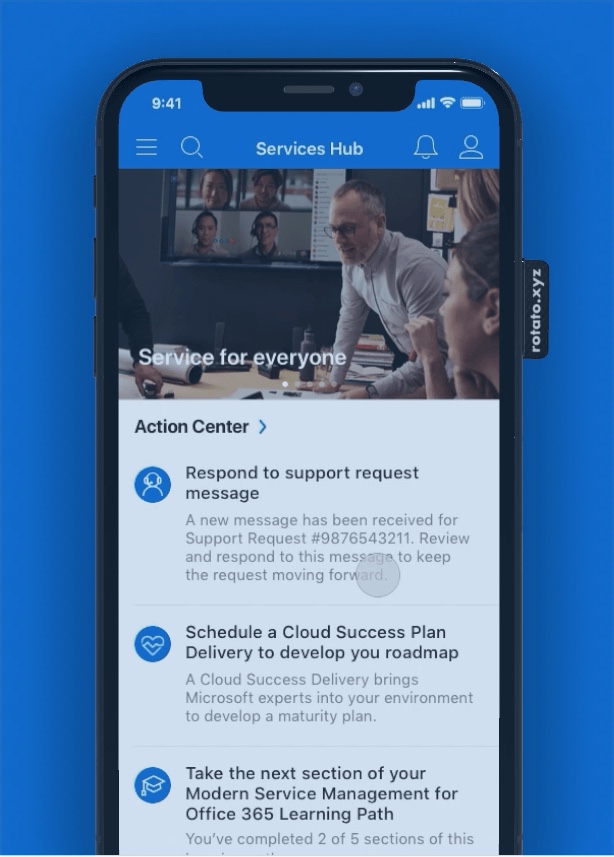 9:41
Services Hub
rotato.xyz
Service for everyone
Action Center
Respond to support request
message
A new message has been received for
Support Request #9876543211. Review
and respond to this message to keep
the request moving forward.
Schedule a Cloud Success Plan
Delivery to develop you roadmap
A Cloud Success Delivery brings
Microsoft experts into your environment
to develop a maturity plan.
Take the next section of your
Modern Service Management for
Office 365 Learning Path
You've completed 2 of 5 sections of this